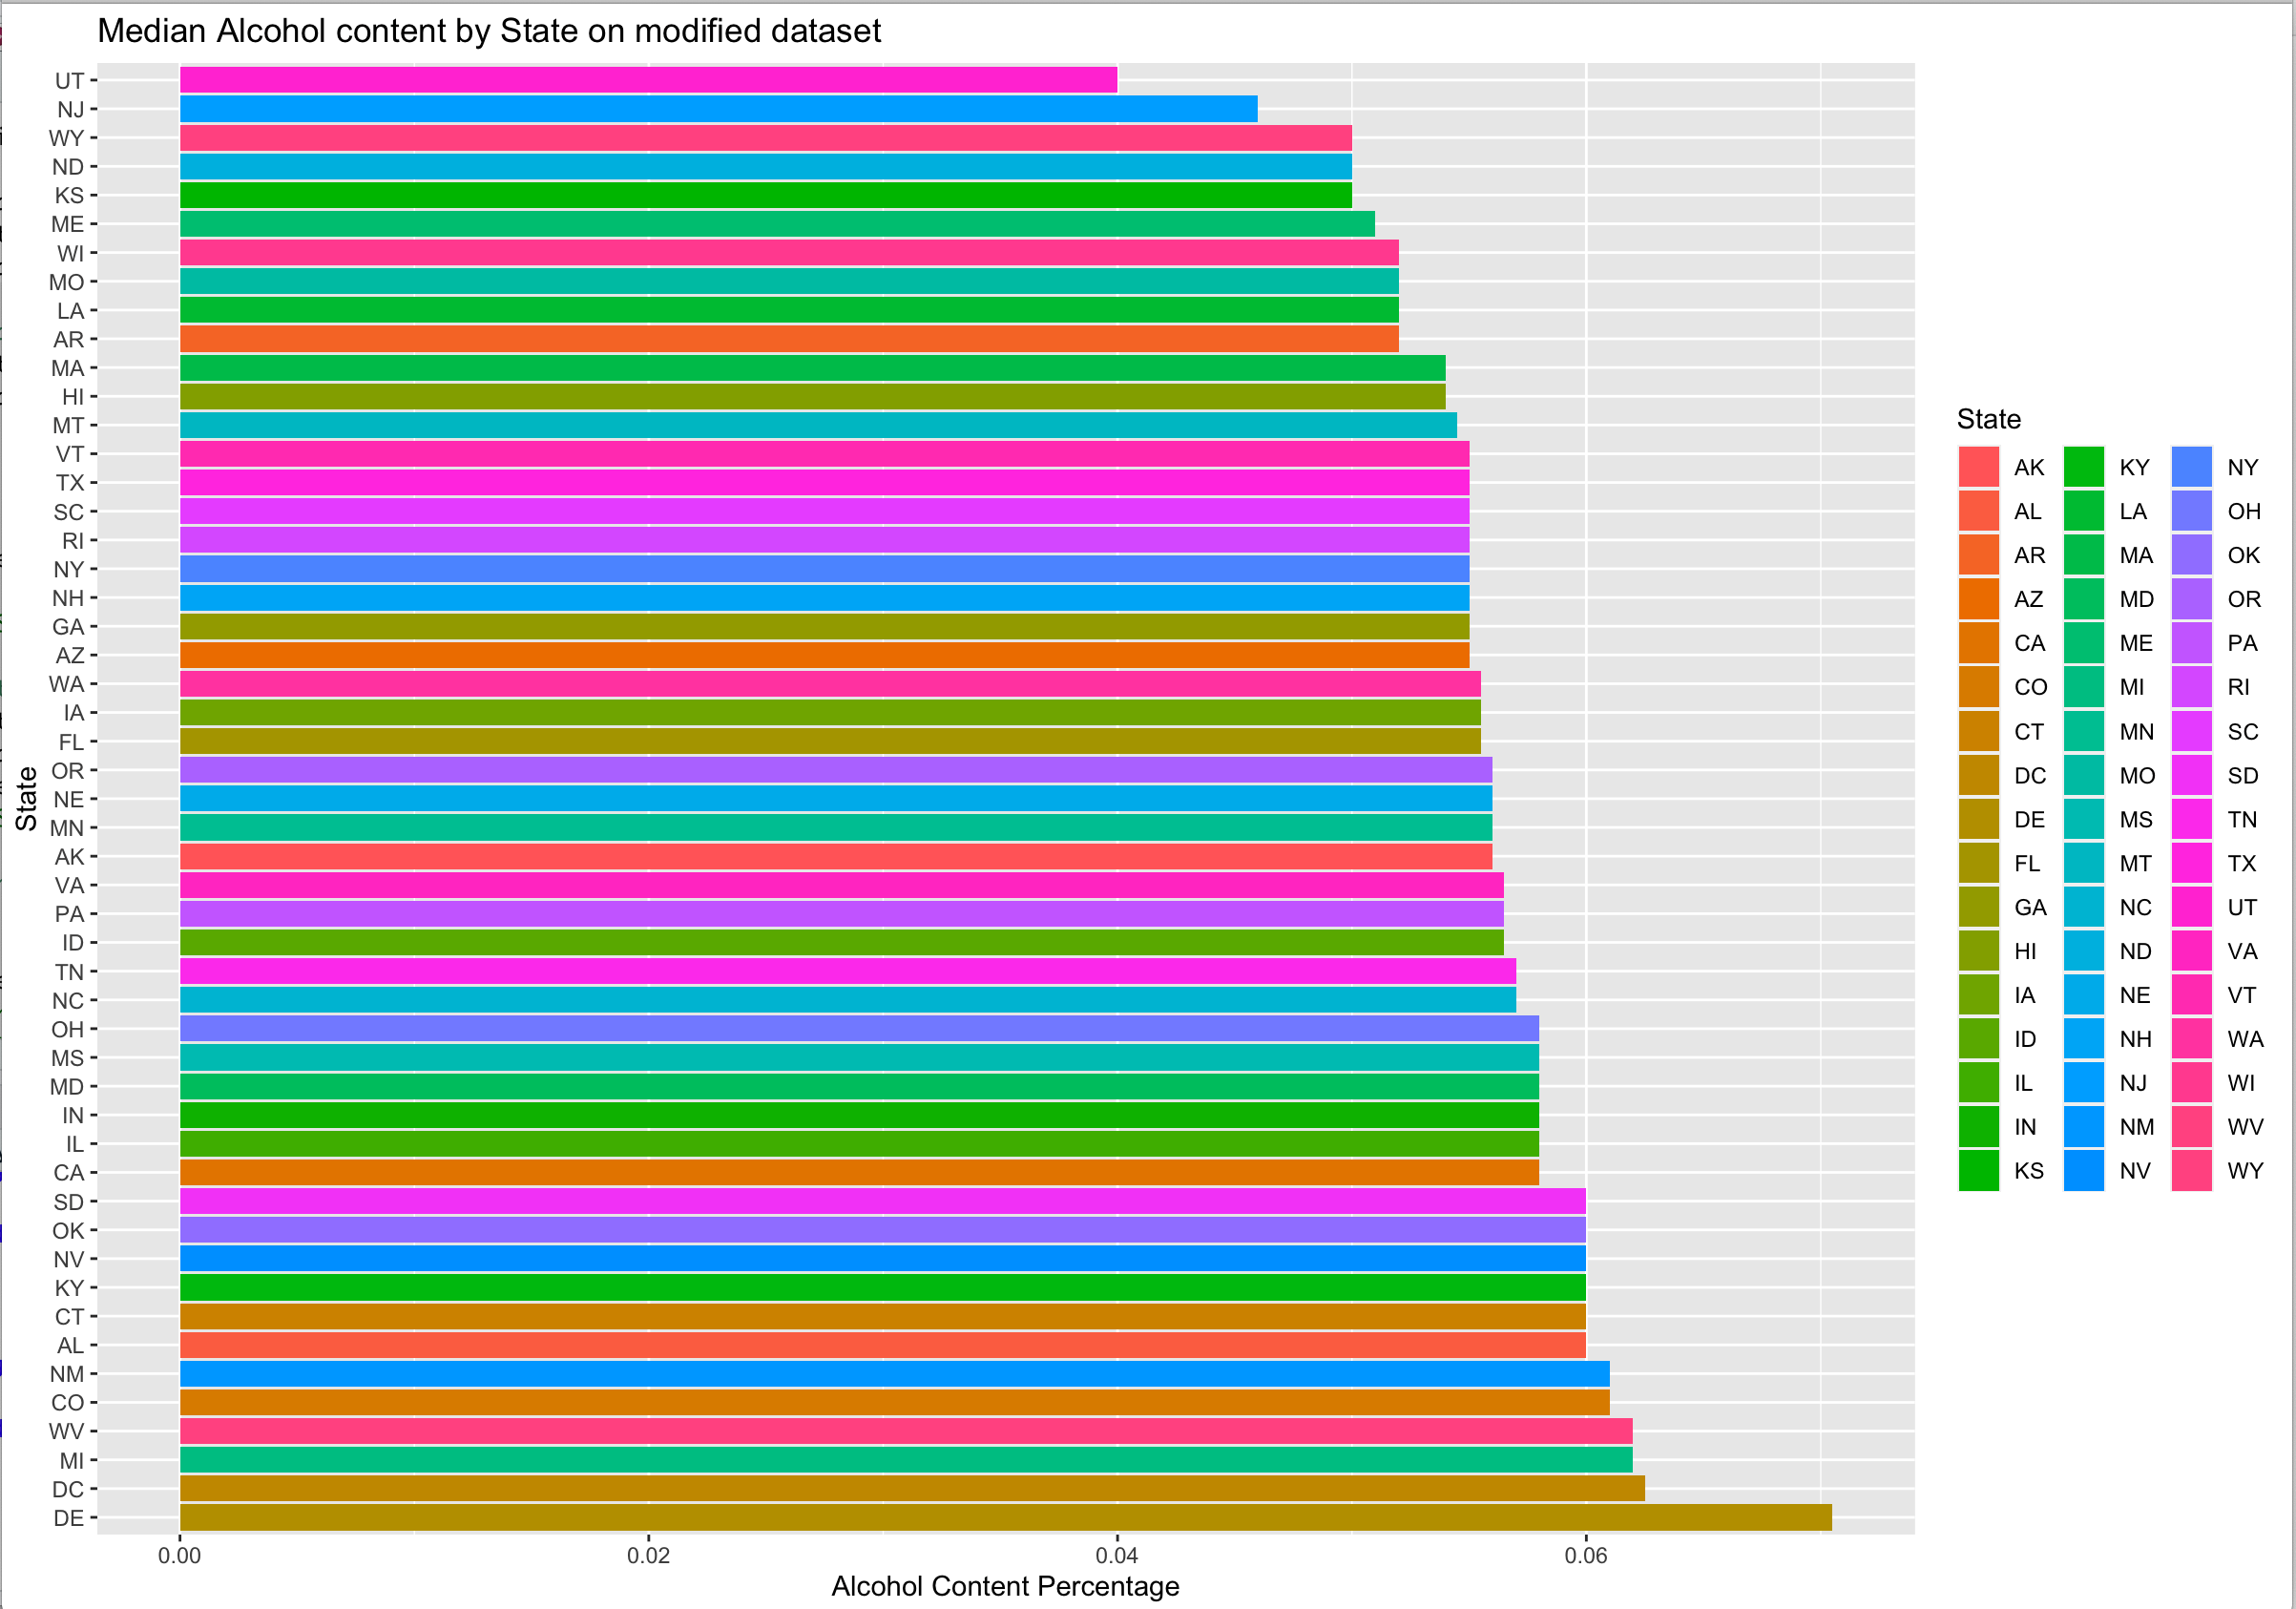 Median Alcohol content by State on modified dataset
UT
NJ
WY
ND
KS
ME
WI
MO
LA
AR
MA
HI
MT
VT
TX
SC
RI
NY
NH
GA
AZ
WA
IA
FL
OR
NE
MN
AK
VA
PA
ID
TN
NC
OH
MS
MD
IN
IL
CA
SD
OK
NV
KY
CT
AL
NM
CO
WV
MI
DC
DE
State
0.00 0.02 0.04 0.06
Alcohol Content Percentage
State
AK KY NY
AL LA OH
AR MA OK
AZ MD OR
CA ME PA
CO MI RI
CT MN SC
DC MO SD
DE MS TN
FL MT TX
GA NC UT
HI ND VA
IA NE VT
ID NH WA
IL NJ WI
IN NM WV
KS NV WY